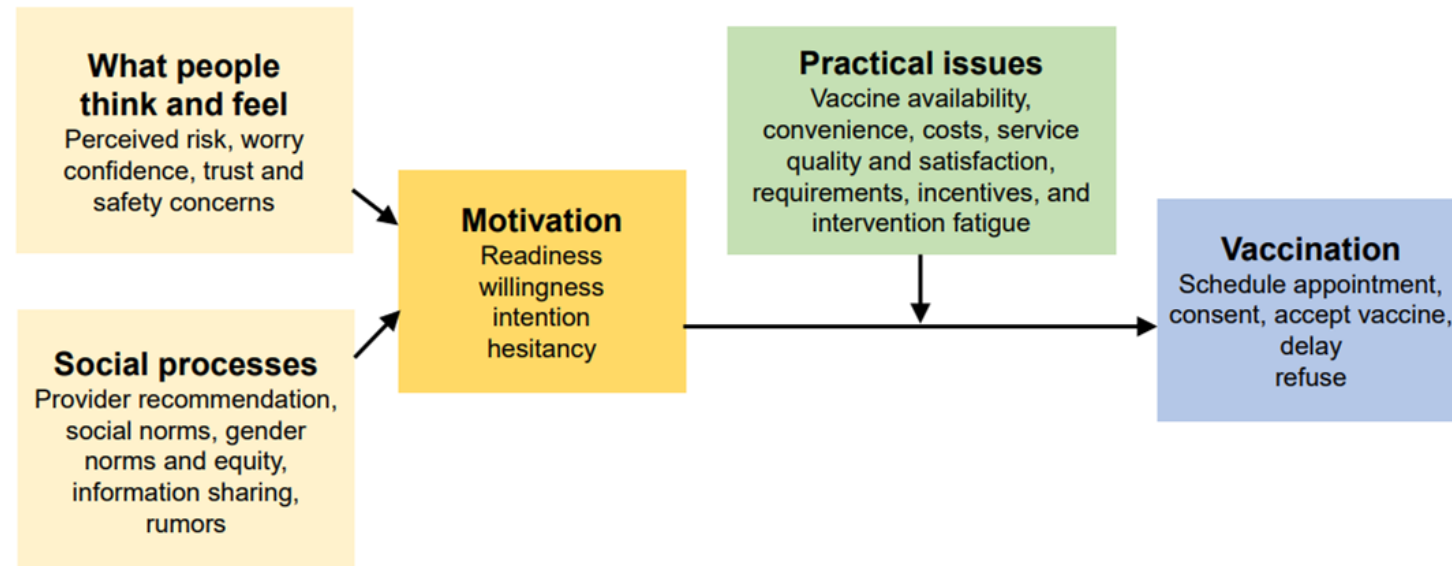 What people
think and feel
Perceived risk, worry
confidence, trust and
safety concerns
Social processes
Provider recommendation,
social norms, gender
norms and equity,
information sharing,
rumors
Motivation
Readiness
willingness
intention
hesitancy
Practical issues
Vaccine availability,
convenience, costs, service
quality and satisfaction,
requirements, incentives, and
intervention fatigue
Vaccination
Schedule appointment,
consent, accept vaccine,
delay
refuse